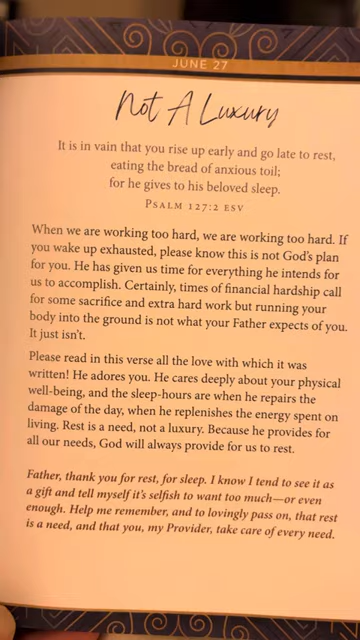 JUNE 27
Not A Luxury
It is in vain that you rise up early and go late to rest,
eating the bread of anxious toil;
for he gives to his beloved sleep.
PSALM 127:2 ESV
When we are working too hard, we are working too hard. If
you wake up exhausted, please know this is not God’s plan
for you. He has given us time for everything he intends for
us to accomplish. Certainly, times of financial hardship call
for some sacrifice and extra hard work but running your
body into the ground is not what your Father expects of you.
It just isn’t.
Please read in this verse all the love with which it was
written! He adores you. He cares deeply about your physical
well-being, and the sleep-hours are when he repairs the
damage of the day, when he replenishes the energy spent on
living. Rest is a need, not a luxury. Because he provides for
all our needs, God will always provide for us to rest.
Father, thank you for rest, for sleep. I know I tend to see it as
a gift and tell myself it’s selfish to want too much—or even
enough. Help me remember, and to lovingly pass on, that rest
is a need, and that you, my Provider, take care of every need.